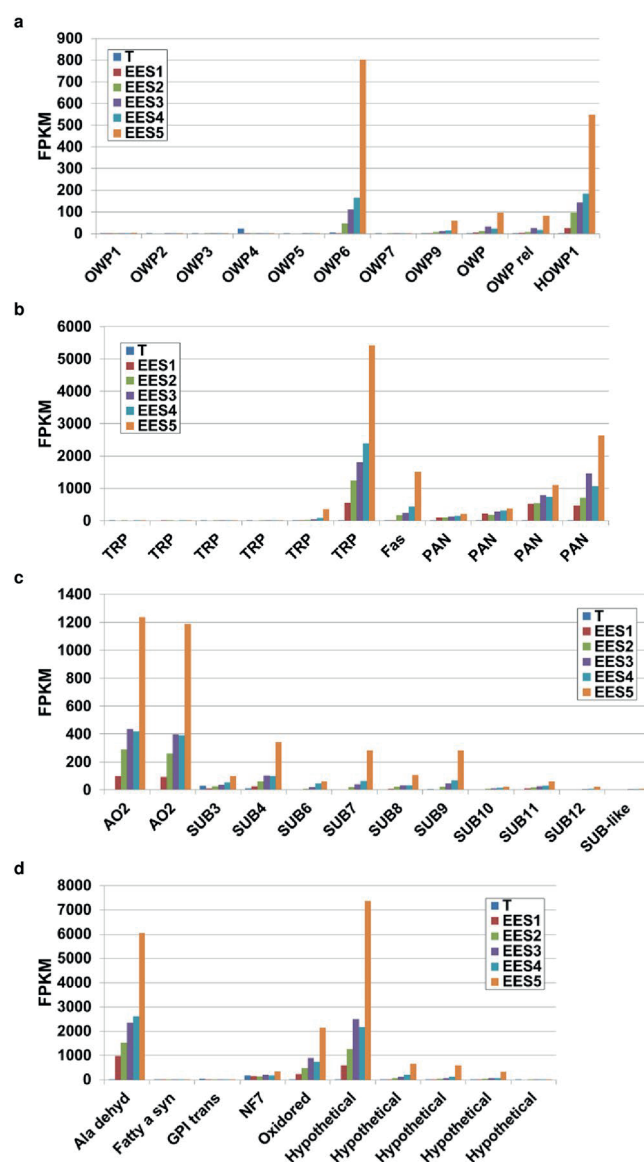 a
900
800
700
600
500
400
300
200
100
0
FPKM
T
EES1
EES2
EES3
EES4
EES5
OWP1
OWP2
OWP3
OWP4
OWP5
OWP6
OWP7
OWP9
OWP
OWP rel
HOWP1
b
6000
5000
4000
3000
2000
1000
0
FPKM
T
EES1
EES2
EES3
EES4
EES5
TRP
TRP
TRP
TRP
TRP
TRP
Fas
PAN
PAN
PAN
PAN
c
1400
1200
1000
800
600
400
200
0
FPKM
T
EES1
EES2
EES3
EES4
EES5
AO2
AO2
SUB3
SUB4
SUB6
SUB7
SUB8
SUB9
SUB10
SUB11
SUB12
SUB-like
d
8000
7000
6000
5000
4000
3000
2000
1000
0
FPKM
T
EES1
EES2
EES3
EES4
EES5
Ala dehyd
Fatty a syn
GPI trans
NF7
Oxidored
Hypothetical
Hypothetical
Hypothetical
Hypothetical
Hypothetical